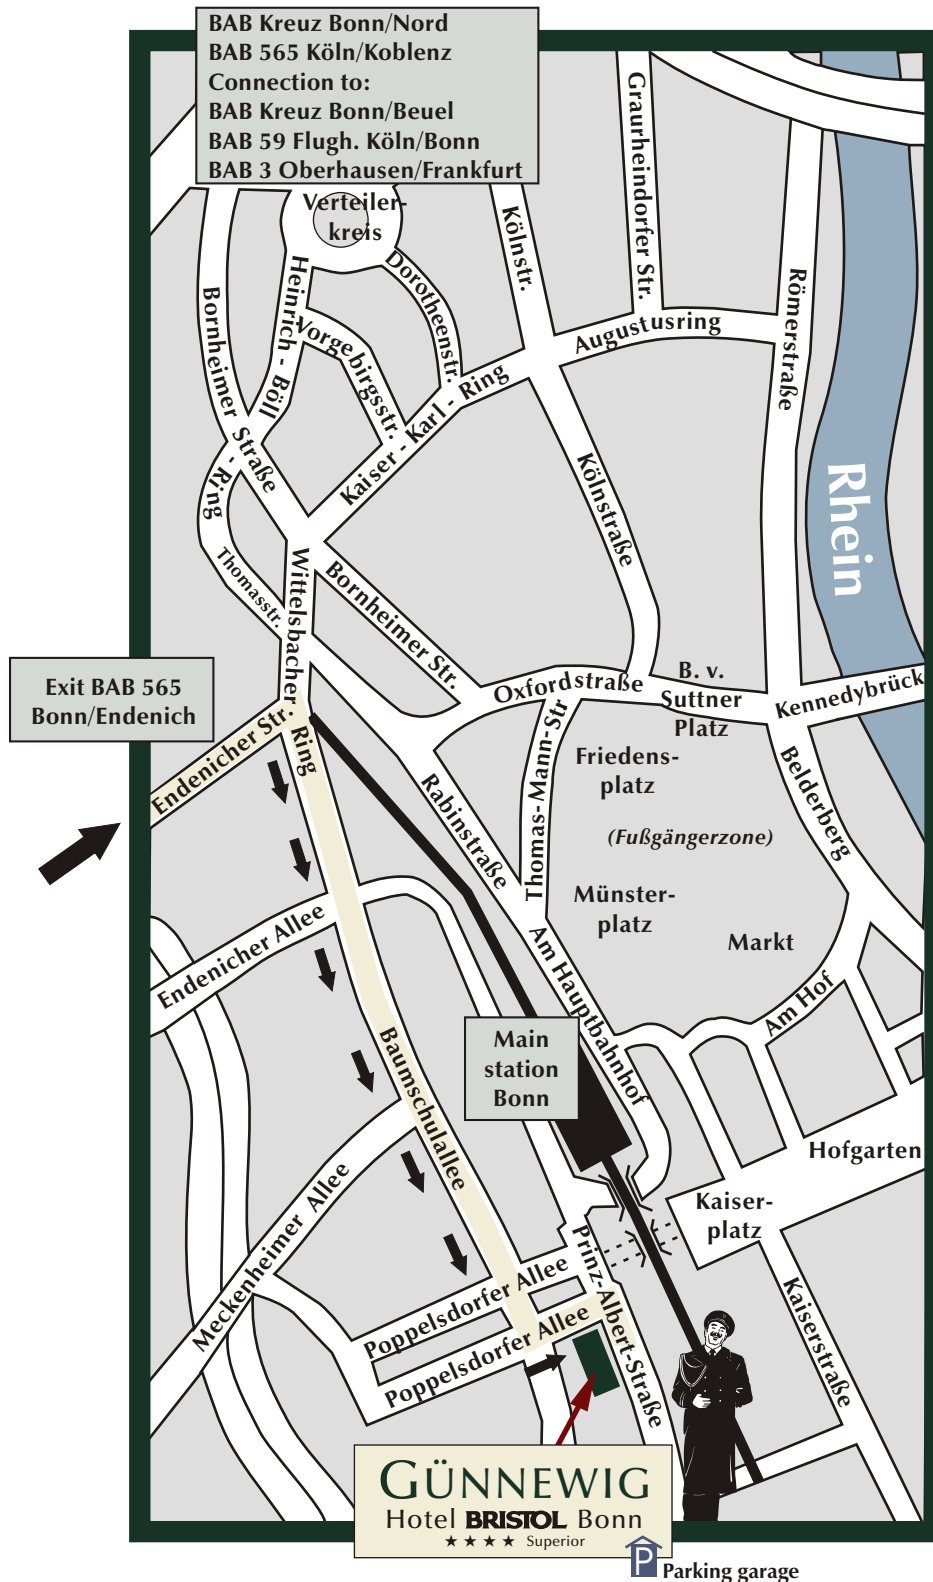 BAB Kreuz Bonn/Nord
BAB 565 Köln/Koblenz
Connection to:
BAB Kreuz Bonn/Beuel
BAB 59 Flugh. Köln/Bonn
BAB 3 Oberhausen/Frankfurt
Verteiler-
kreis
Graurheindorfer Str.
Kölnstr.
Dorotheenstr.
Heinrich - Böll
- Ring
Vorgebirgsstr.
Bornheimer Straße
Augustusring
Römerstraße
Kaiser - Karl - Ring
Kölnstraße
Rhein
Thomasstr.
Wittelsbacher Ring
Bornheimer Str.
Exit BAB 565
Bonn/Endenich
Endenicher Str.
Oxfordstraße
B. v.
Suttner
Platz
Kennedybrück
Thomas-Mann-Str
Friedens-
platz
Belderberg
Rabinstraße
(Fußgängerzone)
Münster-
platz
Markt
Endenicher Allee
Am Hauptbahnhof
Am Hof
Main
station
Bonn
Baumschulallee
Hofgarten
Meckenheimer Allee
Kaiser-
platz
Prinz-Albert-Straße
Poppelsdorfer Allee
Poppelsdorfer Allee
Kaiserstraße
GÜNNEWIG
Hotel BRISTOL Bonn
★★★★ Superior
P
Parking garage